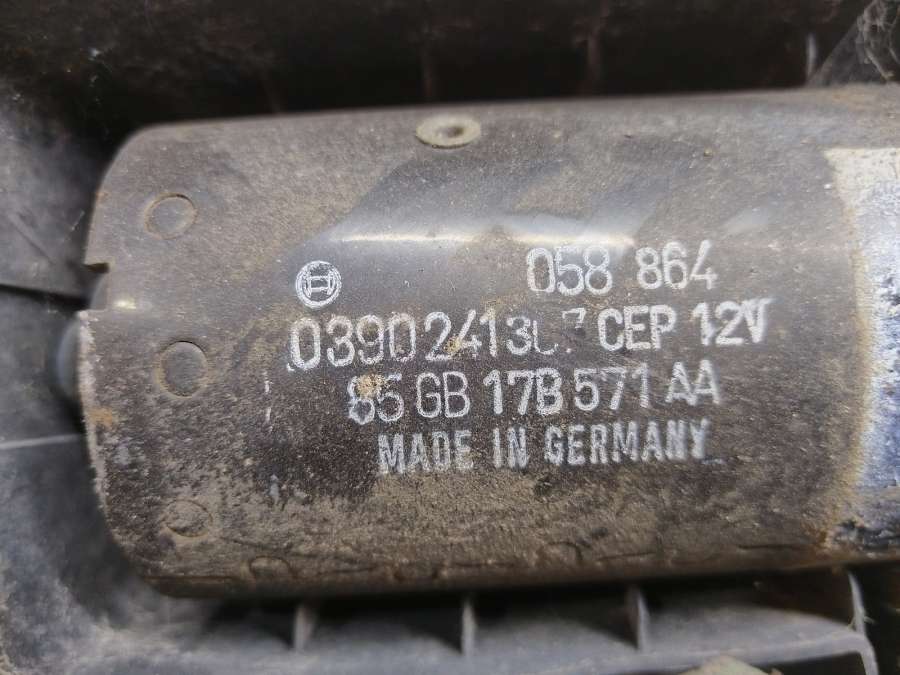 058 864
CEP 12V
85 GB 17B 571 AA
MADE IN GERMANY